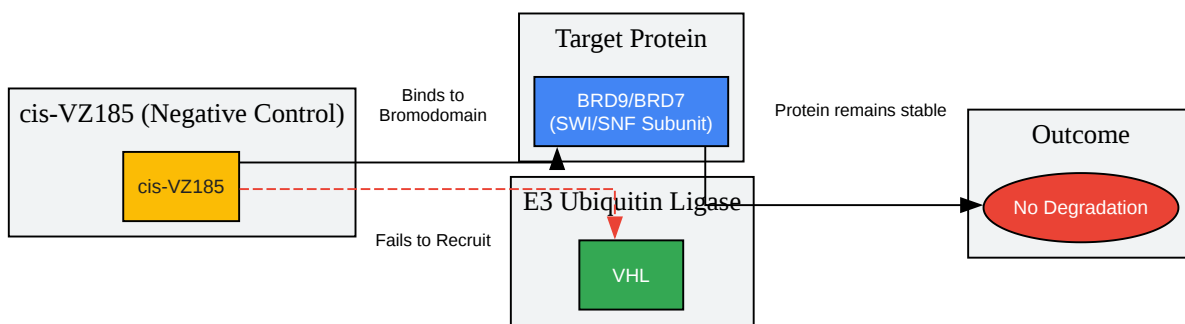 cis-VZ185 (Negative Control)
cis-VZ185
Binds to
Bromodomain
Fails to Recruit
Target Protein
BRD9/BRD7
(SWI/SNF Subunit)
E3 Ubiquitin Ligase
VHL
Protein remains stable
Outcome
No Degradation